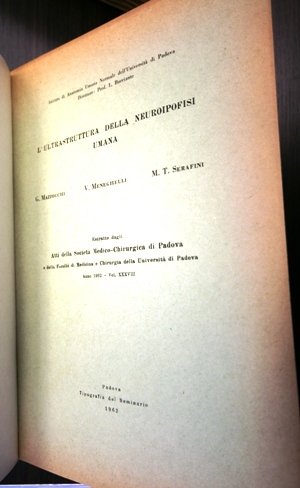 Istituto di Anatomia Umana Normale dell'Università di Padova
Direttore: Prof. L. Bucciante
L'ULTRASTRUTTURA DELLA NEUROIPOFISI
UMANA
G. Mazzocchi A. Meneghelli M. T. Serafini
Estratto dagli
Atti della Società Medico-Chirurgica di Padova
e della Facoltà di Medicina e Chirurgia della Università di Padova
Anno 1962 - Vol. XXXVIII
Padova
Tipografia del Seminario
1962